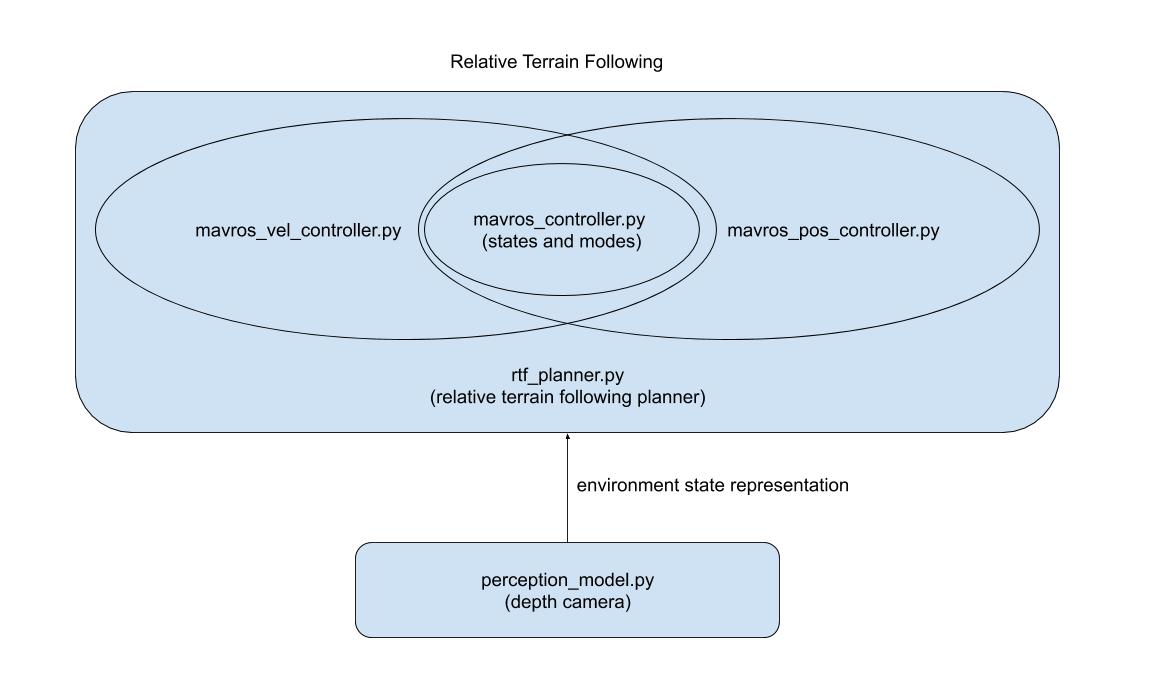 Relative Terrain Following
mavros_vel_controller.py
mavros_controller.py
(states and modes)
mavros_pos_controller.py
rtf_planner.py
(relative terrain following planner)
environment state representation
perception_model.py
(depth camera)